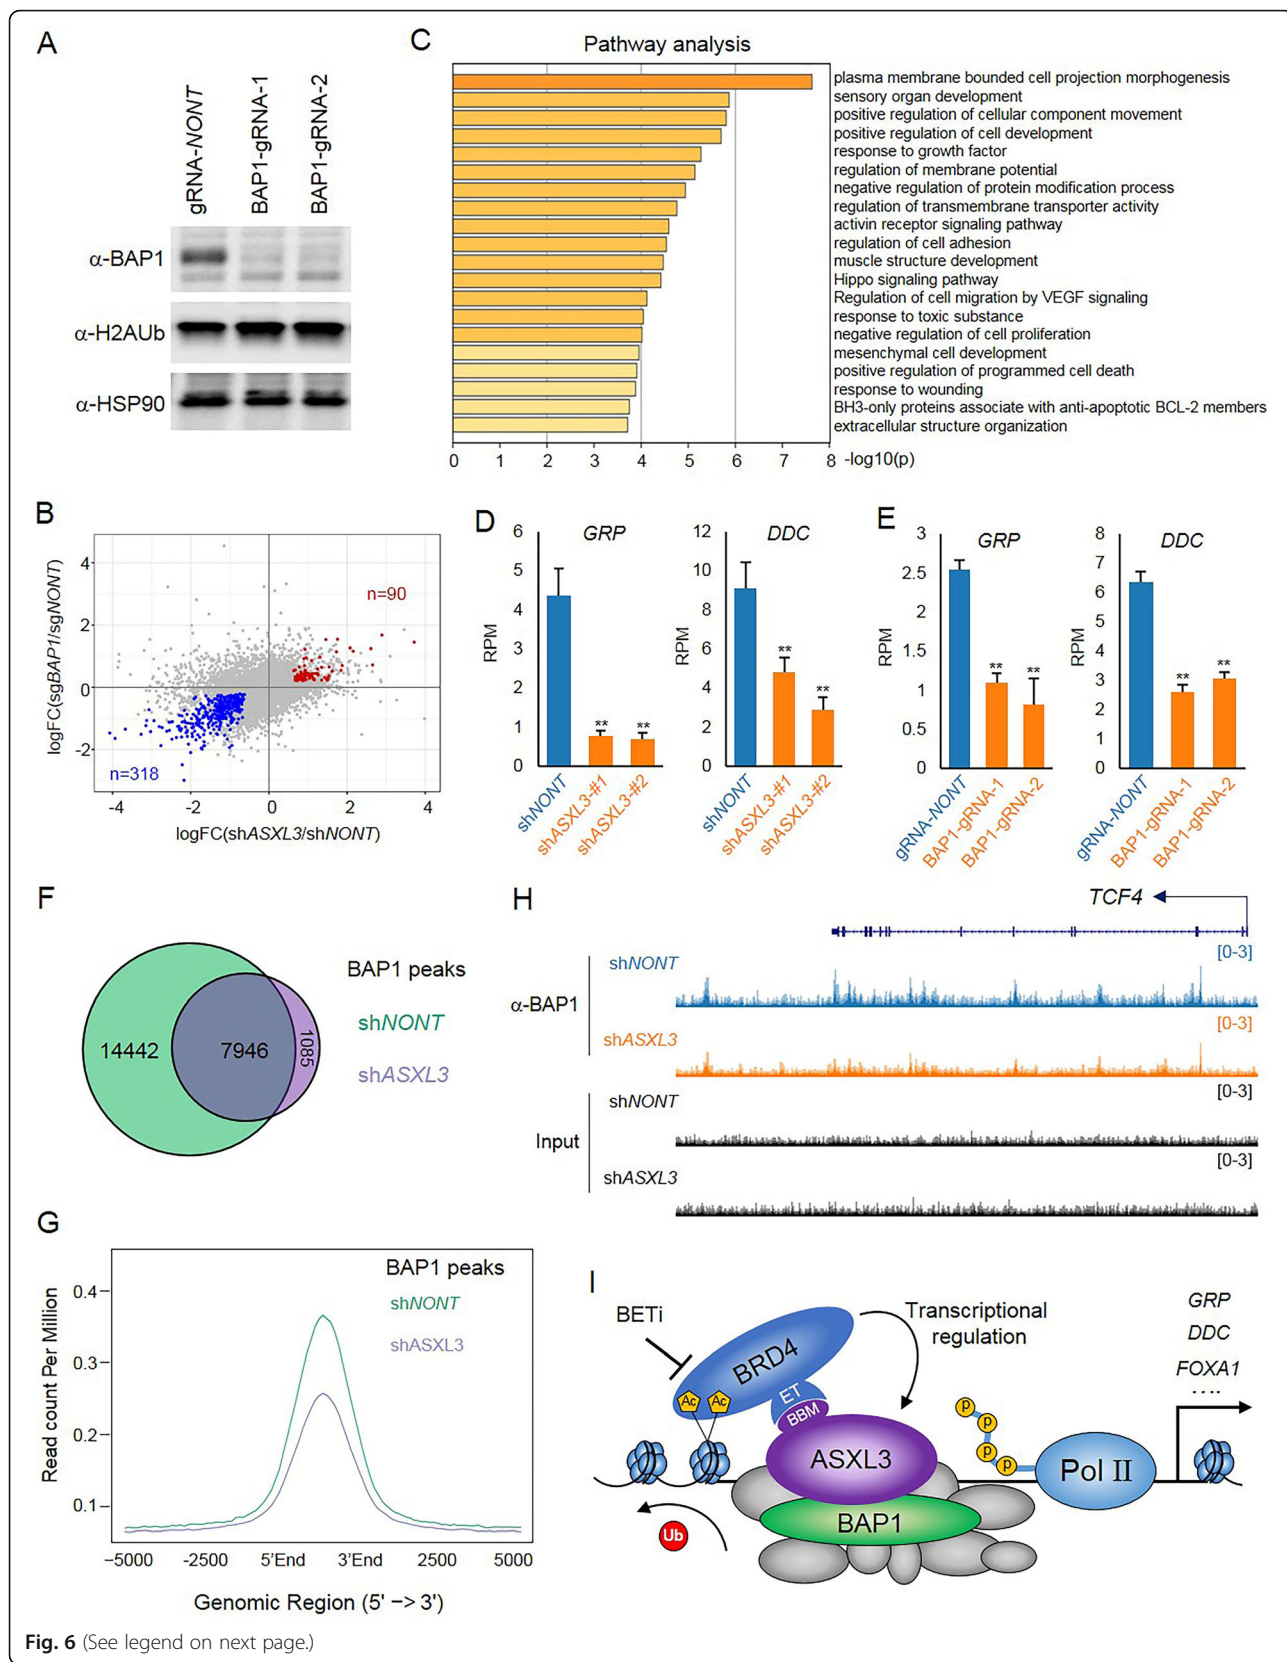 A
gRNA-NONT
BAP1-gRNA-1
BAP1-gRNA-2
α-BAP1
α-H2AUb
α-HSP90
C
Pathway analysis
plasma membrane bounded cell projection morphogenesis
sensory organ development
positive regulation of cellular component movement
positive regulation of cell development
response to growth factor
regulation of membrane potential
negative regulation of protein modification process
regulation of transmembrane transporter activity
activin receptor signaling pathway
regulation of cell adhesion
muscle structure development
Hippo signaling pathway
Regulation of cell migration by VEGF signaling
response to toxic substance
negative regulation of cell proliferation
mesenchymal cell development
positive regulation of programmed cell death
response to wounding
BH3-only proteins associate with anti-apoptotic BCL-2 members
extracellular structure organization
0 1 2 3 4 5 6 7 8 -log10(p)
B
logFC(sgBAP1/sgNONT)
4
2
0
-2
n=90
n=318
-4 -2 0 2 4
logFC(shASXL3/shNONT)
D
GRP
RPM
6
5
4
3
2
1
0
** **
shNONT
shASXL3-#1
shASXL3-#2
DDC
RPM
12
10
8
6
4
2
0
**
**
shNONT
shASXL3-#1
shASXL3-#2
E
GRP
RPM
3
2.5
2
1.5
1
0.5
0
** **
gRNA-NONT
BAP1-gRNA-1
BAP1-gRNA-2
DDC
RPM
8
7
6
5
4
3
2
1
0
** **
gRNA-NONT
BAP1-gRNA-1
BAP1-gRNA-2
F
14442
7946
1085
BAP1 peaks
shNONT
shASXL3
H
TCF4
α-BAP1
shNONT
[0-3]
shASXL3
[0-3]
Input
shNONT
[0-3]
shASXL3
[0-3]
G
Read count Per Million
0.4
0.3
0.2
0.1
BAP1 peaks
shNONT
shASXL3
−5000 -2500 5'End 3'End 2500 5000
Genomic Region (5' −> 3')
I
BETi
BRD4
Ac Ac
ET
BBM
ASXL3
BAP1
Ub
Transcriptional
regulation
P
P
P
P
Pol II
GRP
DDC
FOXA1
....
Fig. 6 (See legend on next page.)